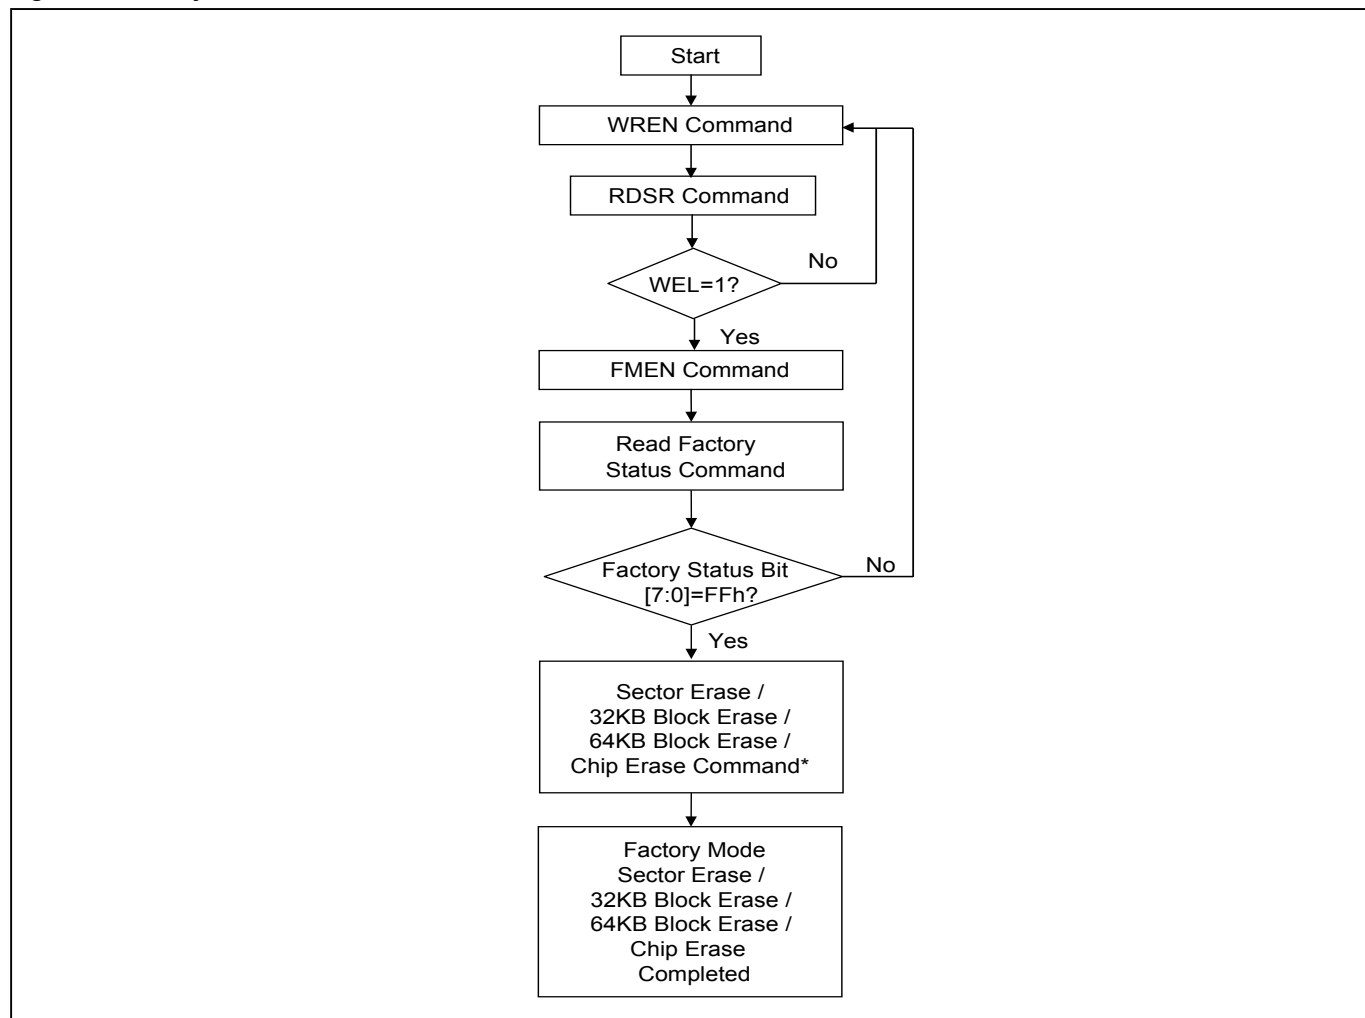 Start
WREN Command
RDSR Command
No
WEL=1?
Yes
FMEN Command
Read Factory
Status Command
No
Factory Status Bit
[7:0]=FFh?
Yes
Sector Erase /
32KB Block Erase /
64KB Block Erase /
Chip Erase Command*
Factory Mode
Sector Erase /
32KB Block Erase /
64KB Block Erase /
Chip Erase
Completed